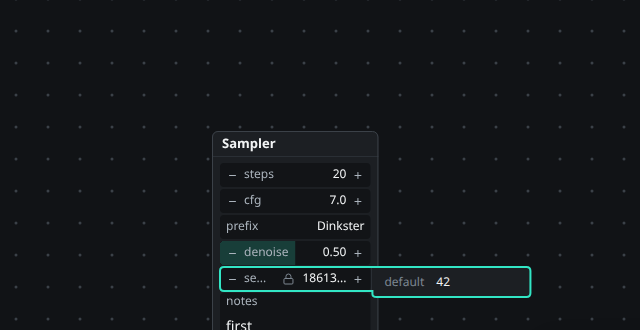 Sampler
– steps 20 +
– cfg 7.0 +
prefix Dinkster
– denoise 0.50 +
– se... 18613... + default 42
notes
first